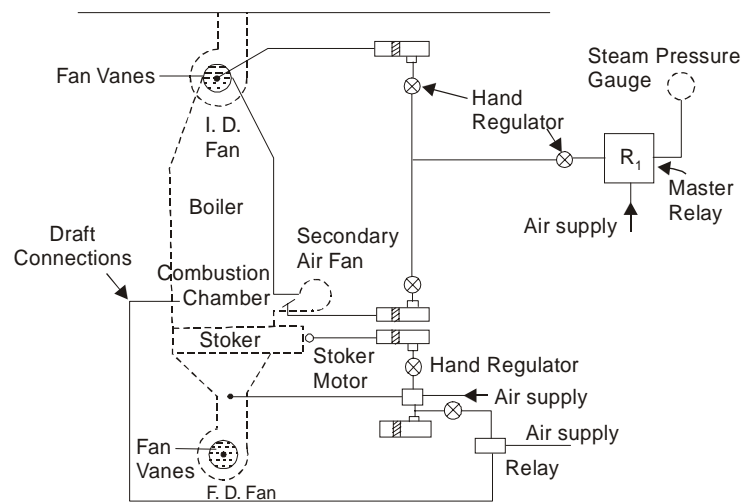 Steam Pressure
Gauge
Fan Vanes
Hand
Regulator
I. D.
Fan
R1
Master
Relay
Boiler
Air supply
Draft
Connections
Secondary
Air Fan
Combustion
Chamber
Stoker
Stoker
Motor
Hand Regulator
Air supply
Fan
Vanes
Air supply
Relay
F. D. Fan